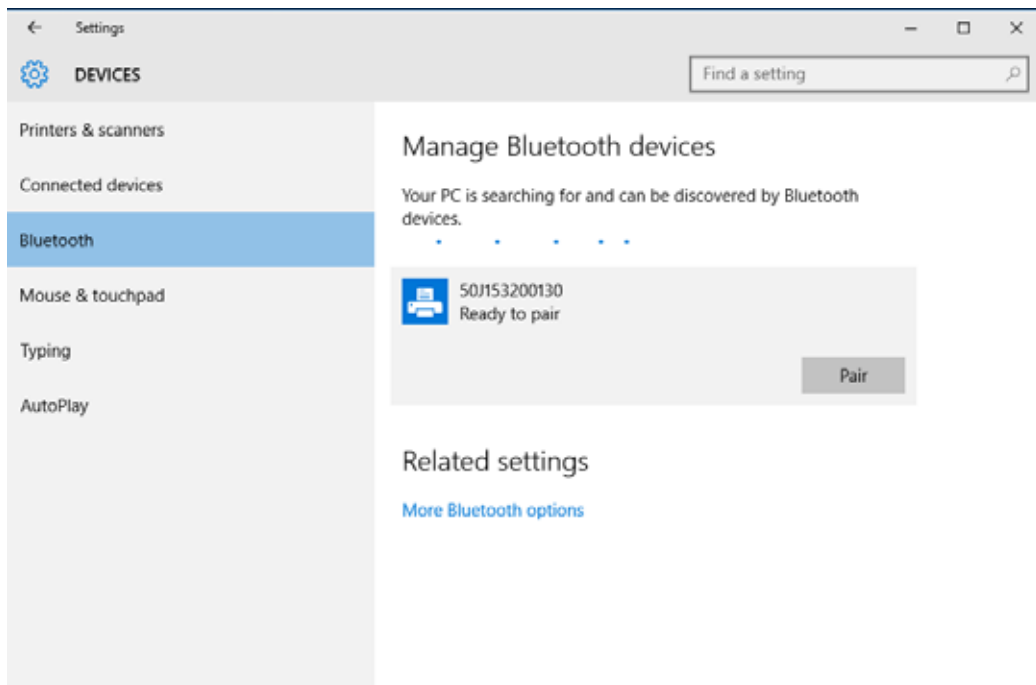 Settings
DEVICES
Find a setting
Printers & scanners
Connected devices
Bluetooth
Mouse & touchpad
Typing
AutoPlay
Manage Bluetooth devices
Your PC is searching for and can be discovered by Bluetooth
devices.
50J153200130
Ready to pair
Pair
Related settings
More Bluetooth options